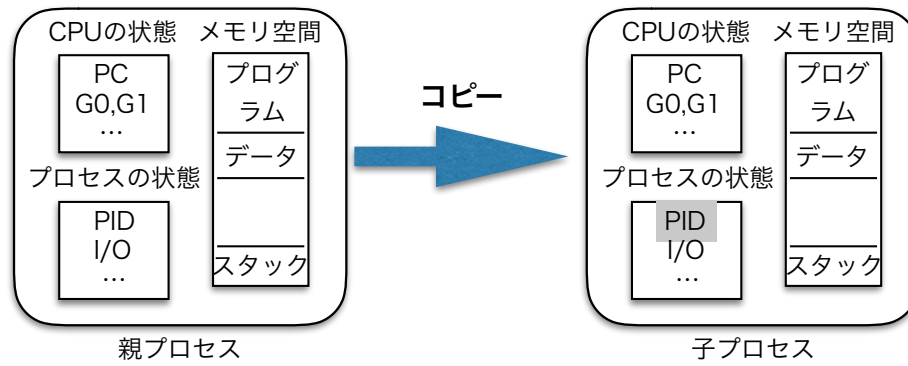 CPUの状態 メモリ空間
PC
G0,G1
…
プログ
ラム
データ
スタック
プロセスの状態
PID
I/O
…
親プロセス
コピー
CPUの状態 メモリ空間
PC
G0,G1
…
プログ
ラム
データ
スタック
プロセスの状態
PID
I/O
…
子プロセス